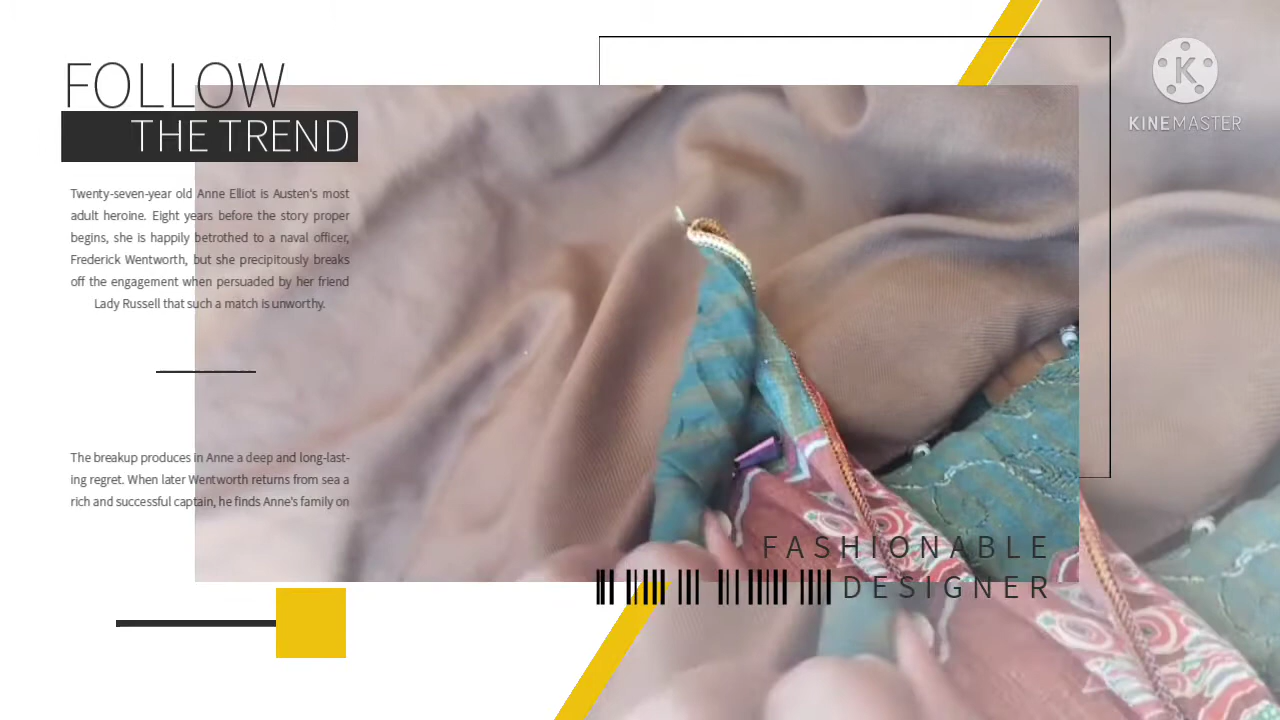 FOLLOW
THE TREND
Twenty-seven-year old Anne Elliot is Austen's most
adult heroine. Eight years before the story proper
begins, she is happily betrothed to a naval officer,
Frederick Wentworth, but she precipitously breaks
off the engagement when persuaded by her friend
Lady Russell that such a match is unworthy.
The breakup produces in Anne a deep and long-last-
ing regret. When later Wentworth returns from sea a
rich and successful captain, he finds Anne's family on
FASHIONABLE
DESIGNER
KINEMASTER